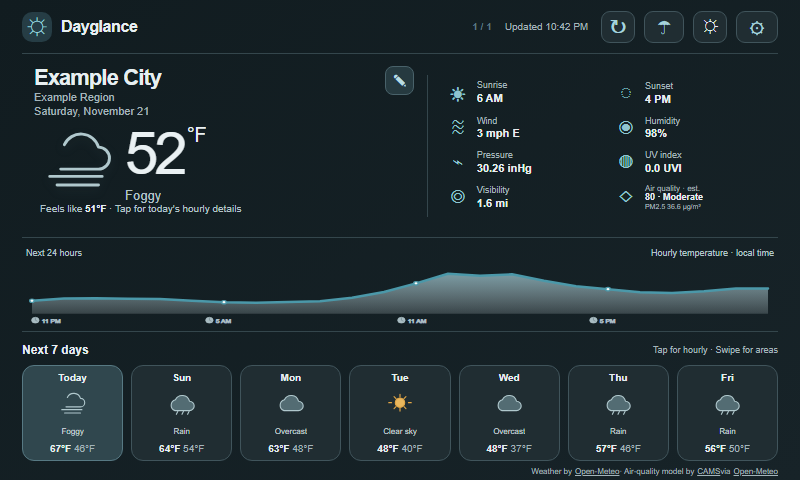 Dayglance
1 / 1 Updated 10:42 PM
Example City
Example Region
Saturday, November 21
52°F
Foggy
Feels like 51°F · Tap for today's hourly details
Sunrise
6 AM
Sunset
4 PM
Wind
3 mph E
Humidity
98%
Pressure
30.26 inHg
UV index
0.0 UVI
Visibility
1.6 mi
Air quality · est.
80 · Moderate
PM2.5 36.6 µg/m³
Next 24 hours
Hourly temperature · local time
11 PM
5 AM
11 AM
5 PM
Next 7 days
Tap for hourly · Swipe for areas
Today
Foggy
67°F 46°F
Sun
Rain
64°F 54°F
Mon
Overcast
63°F 48°F
Tue
Clear sky
48°F 40°F
Wed
Overcast
48°F 37°F
Thu
Rain
57°F 46°F
Fri
Rain
56°F 50°F
Weather by Open-Meteo· Air-quality model by CAMSvia Open-Meteo